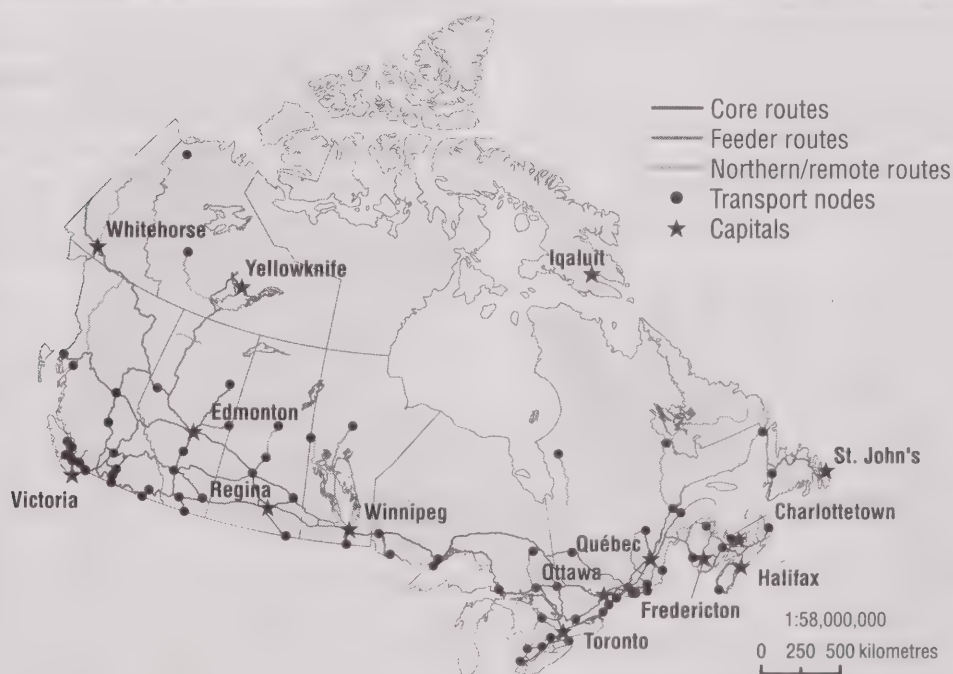 Core routes
Feeder routes
Northern/remote routes
Transport nodes
Capitals
Whitehorse
Yellowknife
Iqaluit
Edmonton
St. John's
Victoria
Regina
Winnipeg
Charlottetown
Québec
Ottawa
Halifax
Fredericton
Toronto
1:58,000,000
0 250 500 kilometres